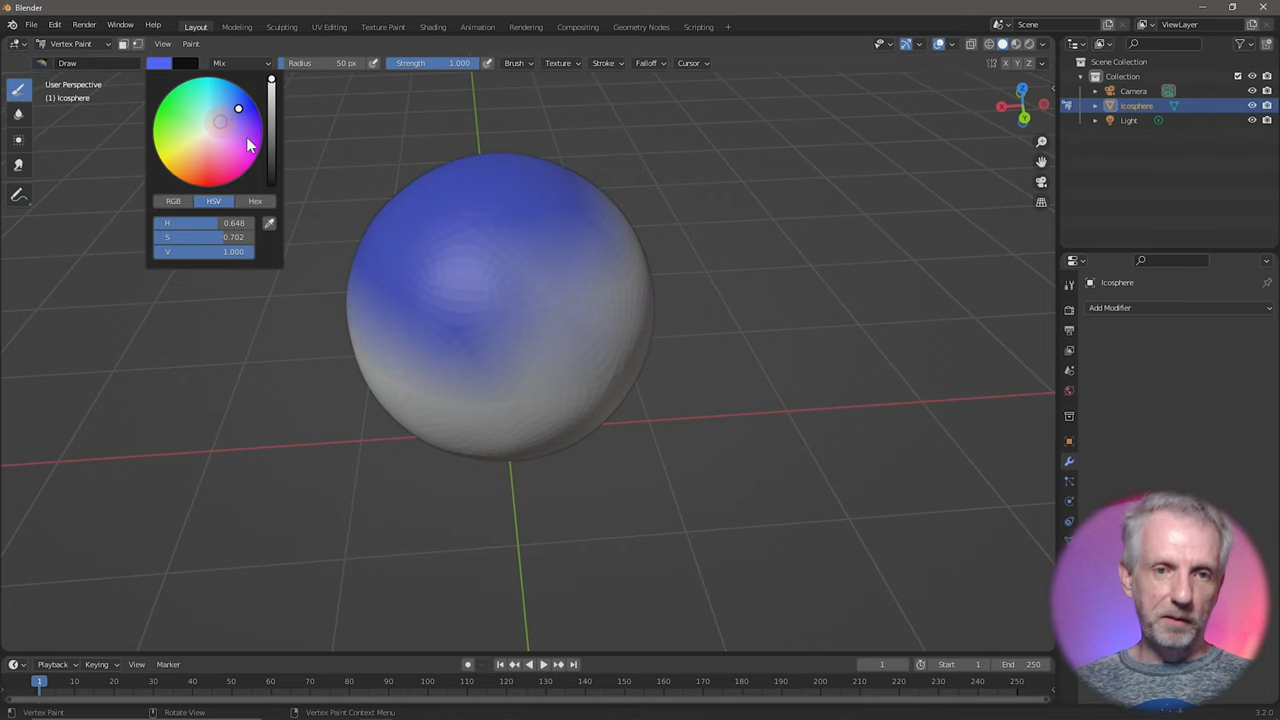 Blender
File Edit Render Window Help Layout Modeling Sculpting UV Editing Texture Paint Shading Animation Rendering Compositing Geometry Nodes Scripting + Scene ViewLayer
Vertex Paint View Paint
Draw Mix Radius 50 px Strength 1.000 Brush Texture Stroke Falloff Cursor X Y Z
User Perspective
(1) Icosphere
RGB HSV Hex
H 0.648
S 0.702
V 1.000
Z
X
Y
Scene Collection
Collection
Camera
Icosphere
Light
Icosphere
Add Modifier
Playback Keying View Marker 1 Start 1 End 250
1 10 20 30 40 50 60 70 80 90 100 110 120 130 140 150 160 170 180 190 200 210 220 230 240 250
Vertex Paint Rotate View Vertex Paint Context Menu 3.2.0